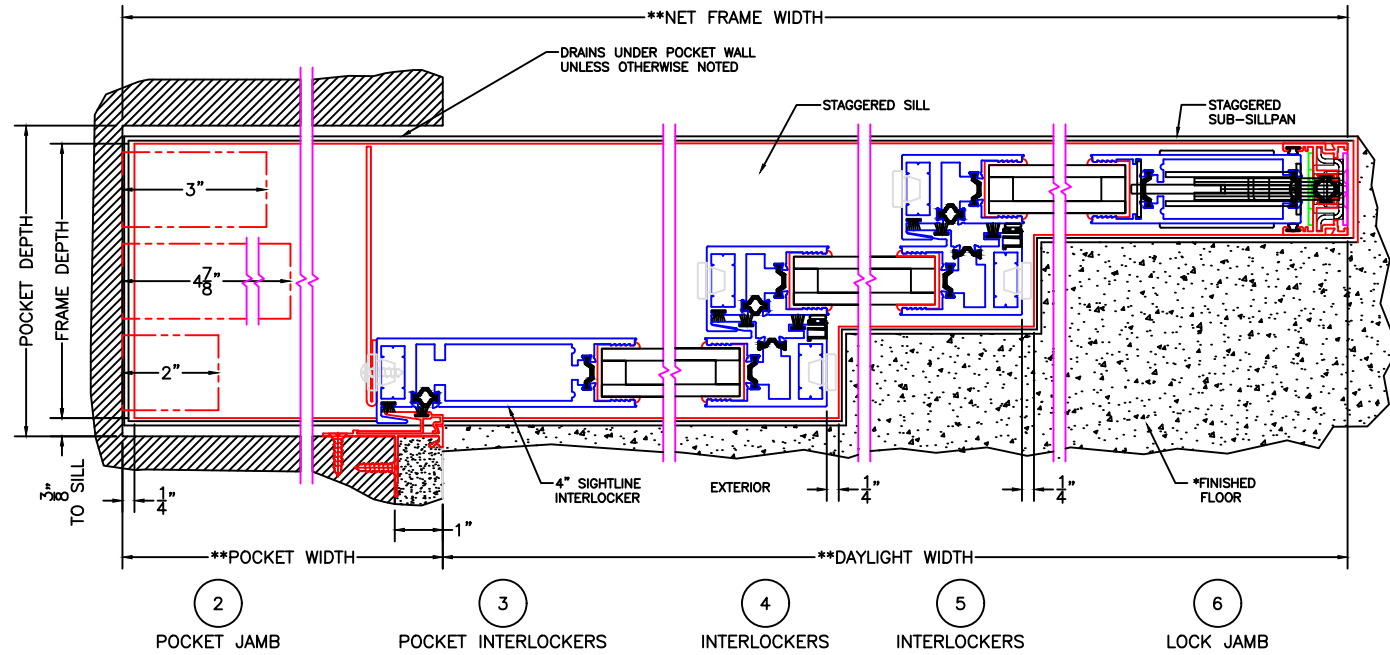 **NET FRAME WIDTH
DRAINS UNDER POCKET WALL
UNLESS OTHERWISE NOTED
STAGGERED SILL
STAGGERED
SUB-SILLPAN
POCKET DEPTH
FRAME DEPTH
3"
4 7/8"
2"
3/8"
TO SILL
1/4"
1"
4" SIGHTLINE
INTERLOCKER
EXTERIOR
1/4"
1/4"
*FINISHED
FLOOR
**POCKET WIDTH
**DAYLIGHT WIDTH
2
3
4
5
6
POCKET JAMB
POCKET INTERLOCKERS
INTERLOCKERS
INTERLOCKERS
LOCK JAMB